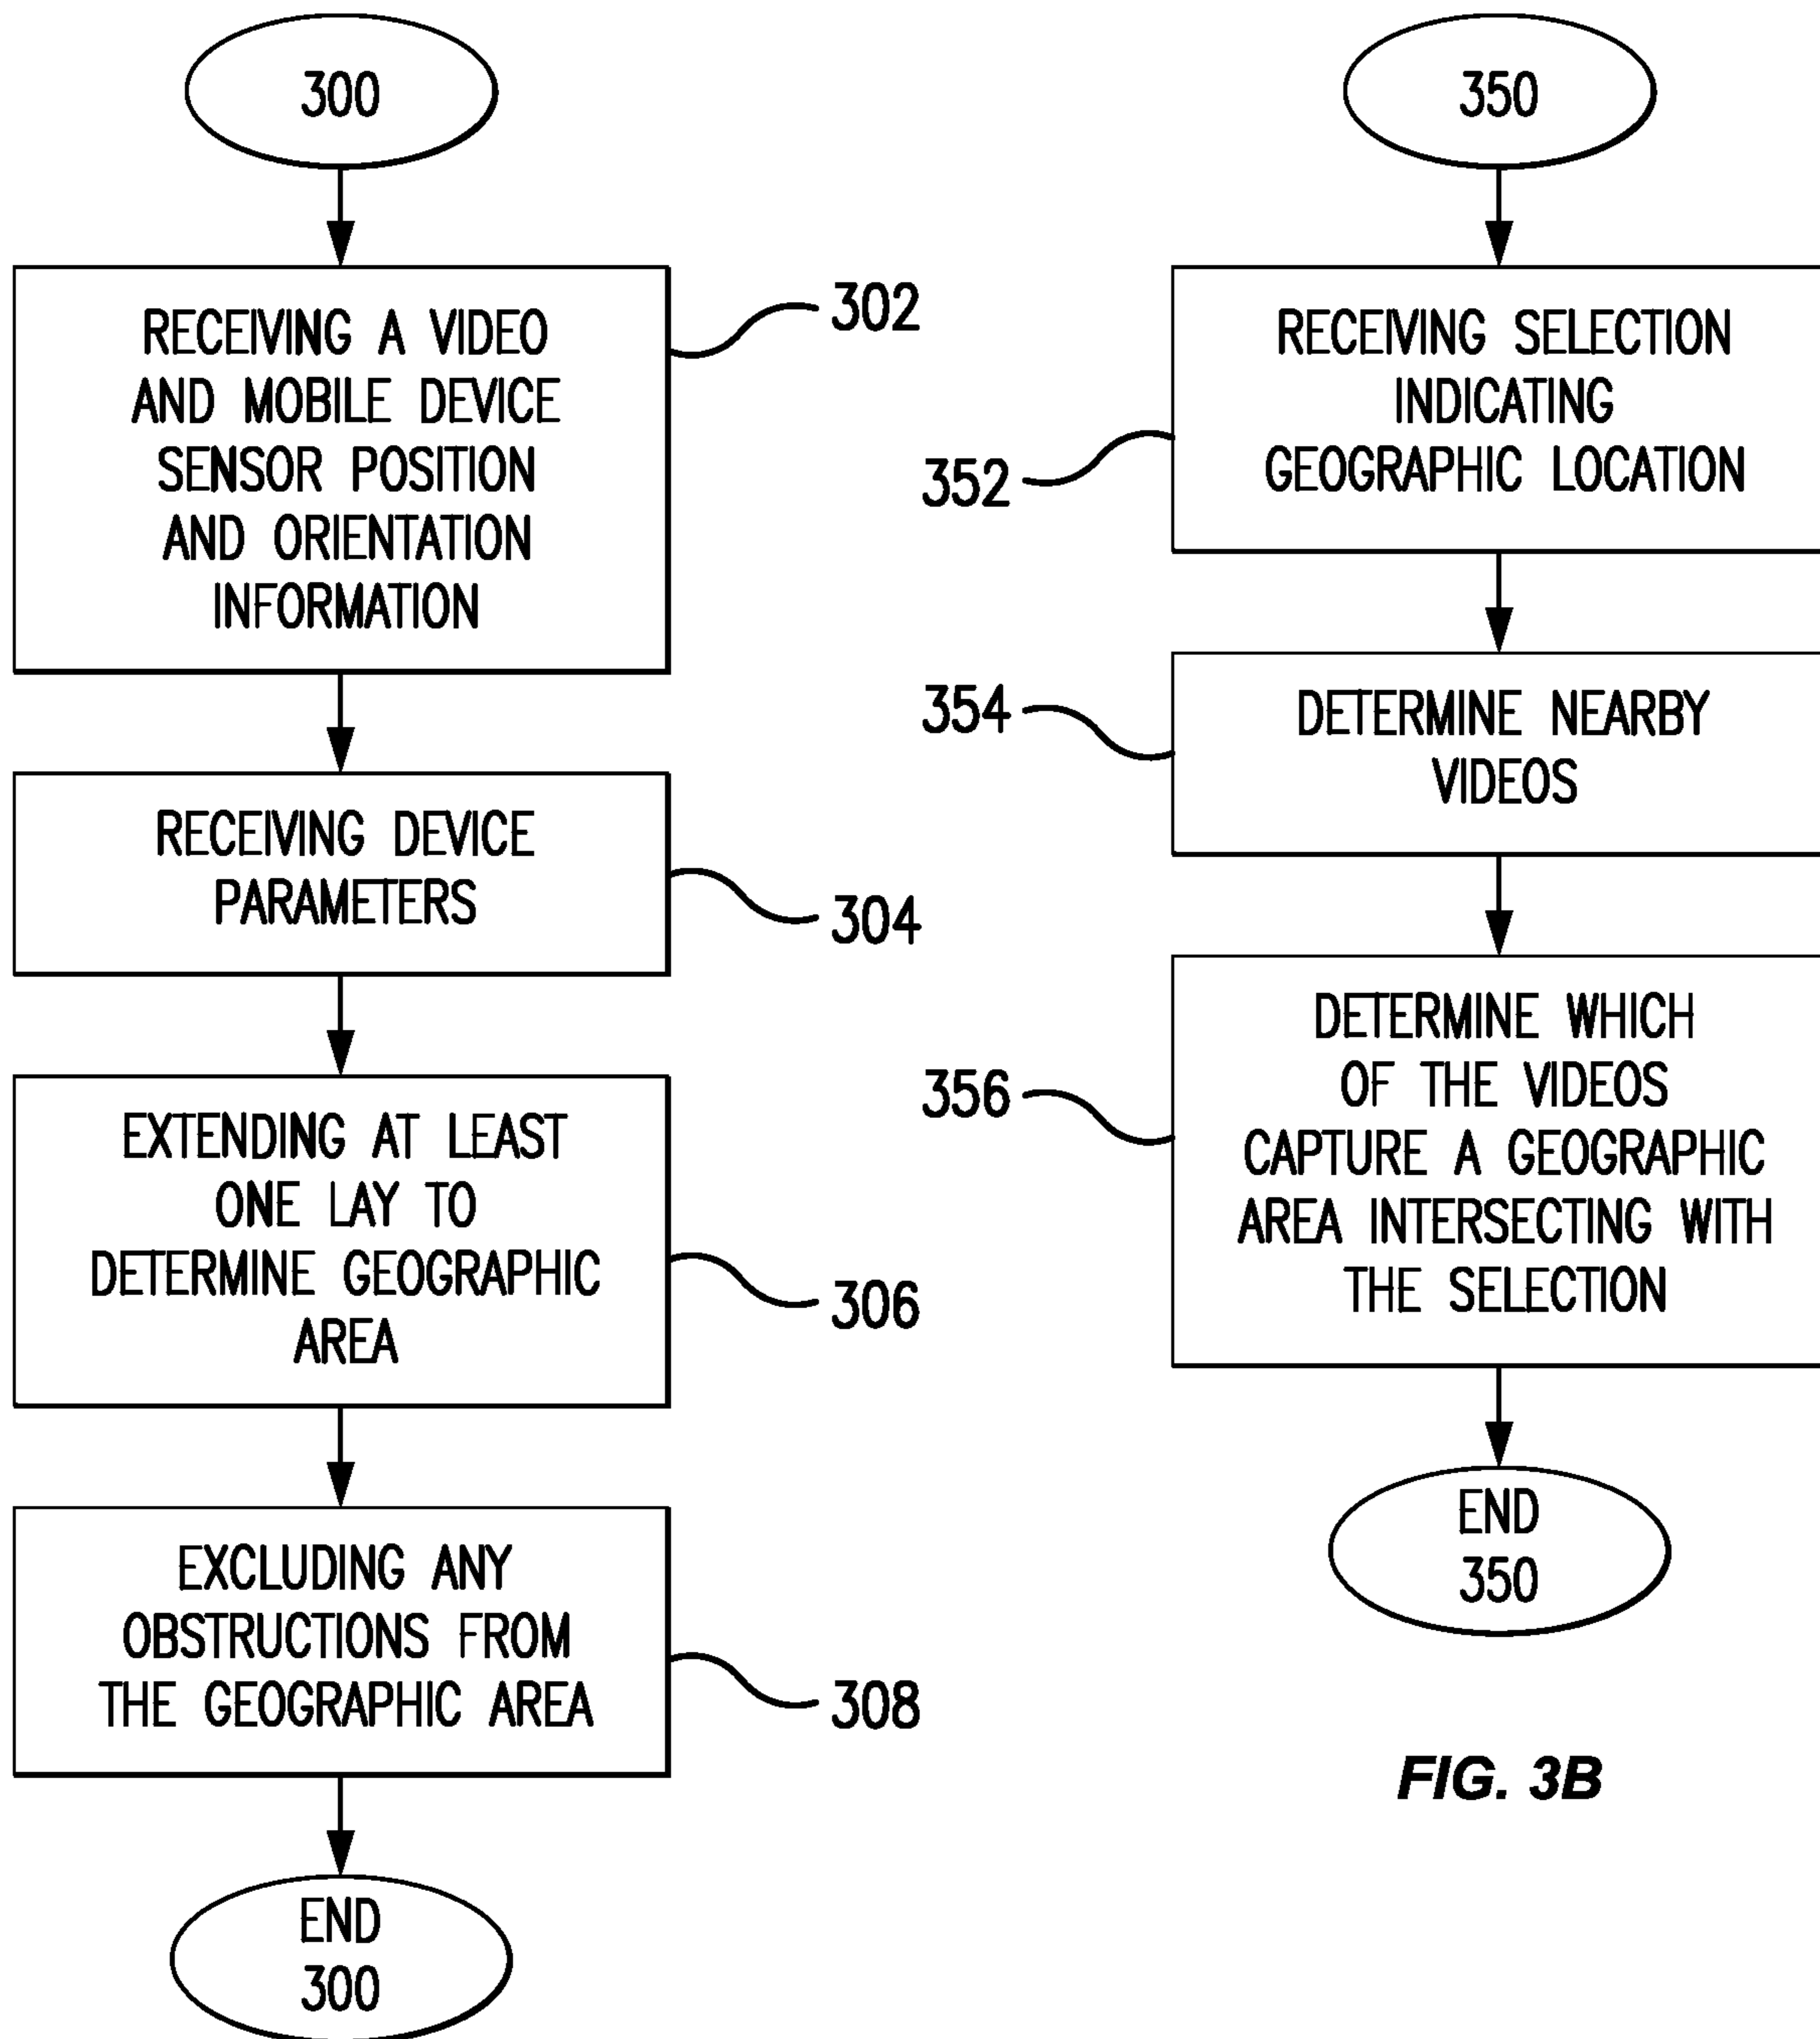 300
RECEIVING A VIDEO
AND MOBILE DEVICE
SENSOR POSITION
AND ORIENTATION
INFORMATION
302
RECEIVING DEVICE
PARAMETERS
304
EXTENDING AT LEAST
ONE LAY TO
DETERMINE GEOGRAPHIC
AREA
306
EXCLUDING ANY
OBSTRUCTIONS FROM
THE GEOGRAPHIC AREA
308
END
300
350
RECEIVING SELECTION
INDICATING
GEOGRAPHIC LOCATION
352
DETERMINE NEARBY
VIDEOS
354
DETERMINE WHICH
OF THE VIDEOS
CAPTURE A GEOGRAPHIC
AREA INTERSECTING WITH
THE SELECTION
356
END
350
FIG. 3B